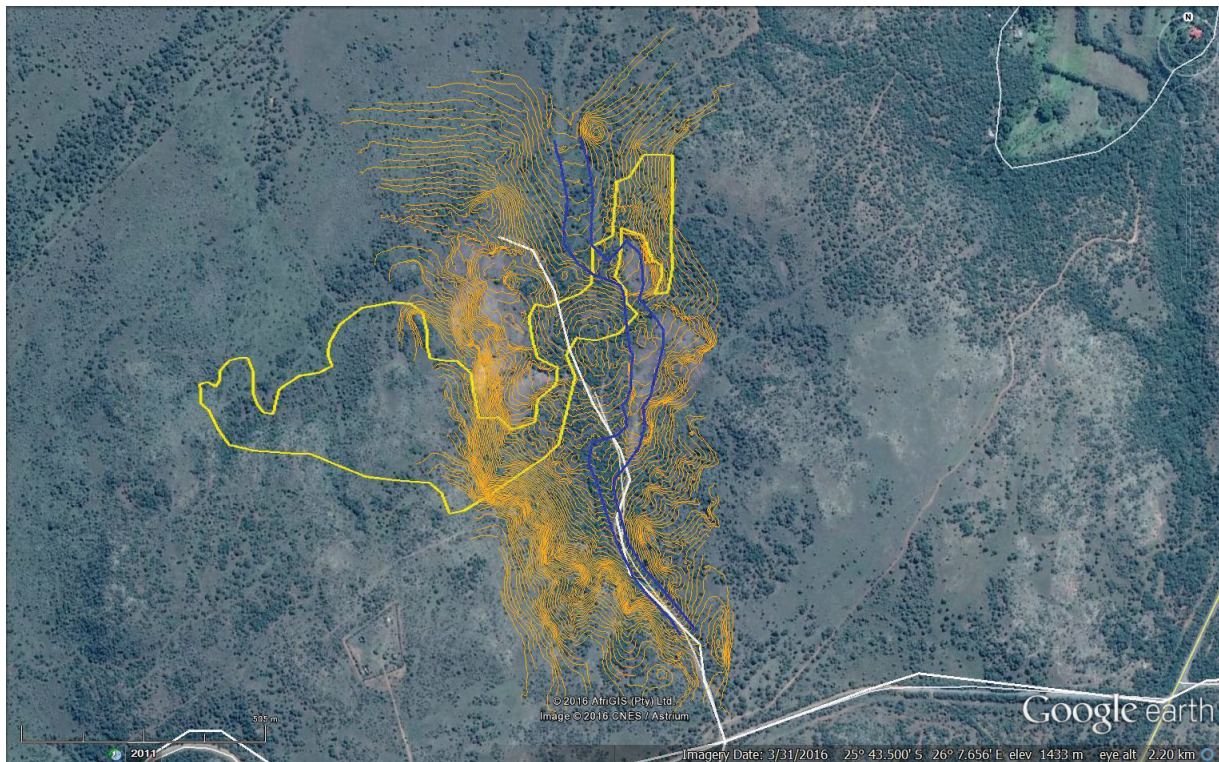 N
© 2016 AfriGIS (Pty) Ltd.
Image © 2016 CNES / Astrium
Google earth
505 m
2011
Imagery Date: 3/31/2016 25° 43.500' S 26° 7.656' E elev 1433 m eye alt 2.20 km